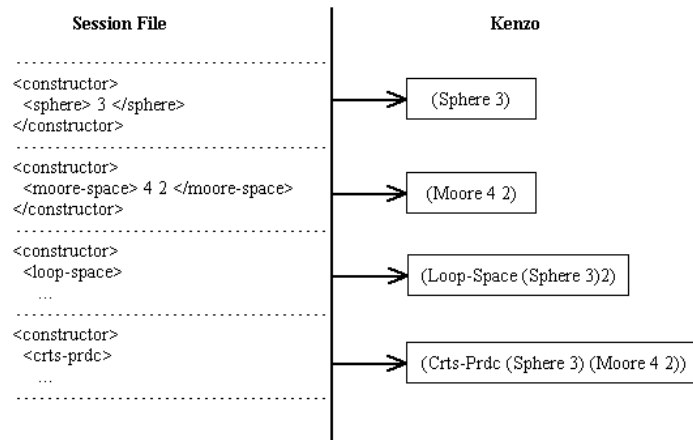 Session File
Kenzo
<constructor>
<sphere> 3 </sphere>
</constructor>
(Sphere 3)
<constructor>
<moore-space> 4 2 </moore-space>
</constructor>
(Moore 4 2)
<constructor>
<loop-space>
...
(Loop-Space (Sphere 3)2)
<constructor>
<crts-prdc>
...
(Crts-Prdc (Sphere 3) (Moore 4 2))